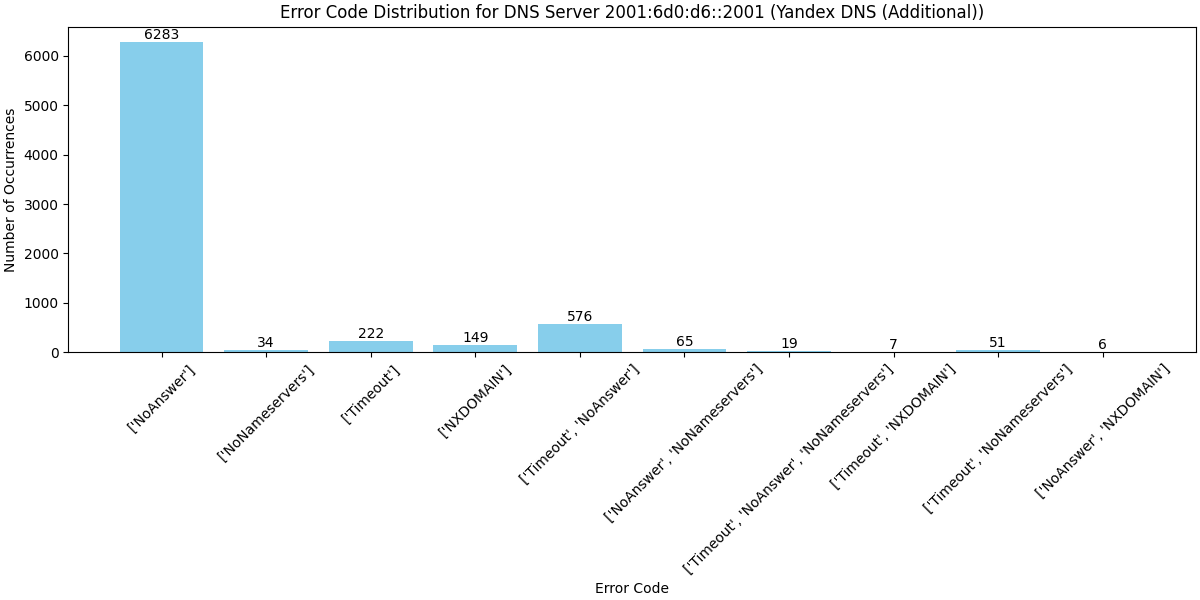 Error Code Distribution for DNS Server 2001:6d0:d6::2001 (Yandex DNS (Additional))
Number of Occurrences
6000
5000
4000
3000
2000
1000
0
6283
34
222
149
576
65
19
7
51
6
['NoAnswer']
['NoNameservers']
['Timeout']
['NXDOMAIN']
['Timeout', 'NoAnswer']
['NoAnswer', 'NoNameservers']
['Timeout', 'NoAnswer', 'NoNameservers']
['Timeout', 'NXDOMAIN']
['Timeout', 'NoNameservers']
['NoAnswer', 'NXDOMAIN']
Error Code